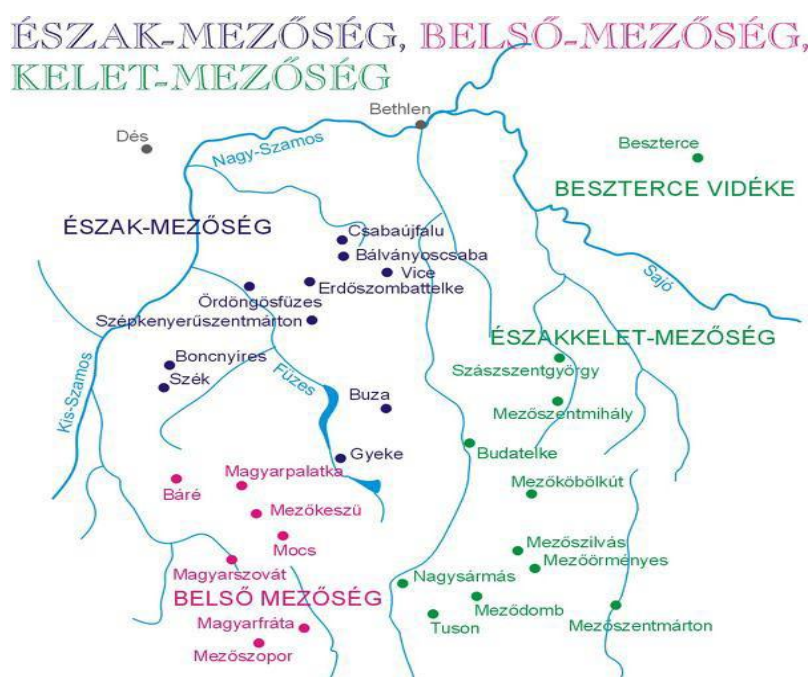 ÉSZAK-MEZŐSÉG, BELSŐ-MEZŐSÉG,
KELET-MEZŐSÉG
Bethlen
Dés
Nagy-Szamos
Beszterce
BESZTERCE VIDÉKE
ÉSZAK-MEZŐSÉG
Csabaújfalu
Bálványoscsaba
Vice
Sajó
Erdőszombattelke
Ördöngősfüzes
Szépkenyerűszentmárton
ÉSZAKKELET-MEZŐSÉG
Boncnyires
Szászszentgyörgy
Szék
Füzes
Kis-Szamos
Buza
Mezőszentmihály
Gyeke
Budatelke
Magyarpalatka
Báré
Mezőköbölkút
Mezőkeszü
Mocs
Mezőszilvás
Mezőörményes
Magyarszovát
Nagysármás
BELSŐ MEZŐSÉG
Meződomb
Magyarfráta
Tuson
Mezőszentmárton
Mezőszopor